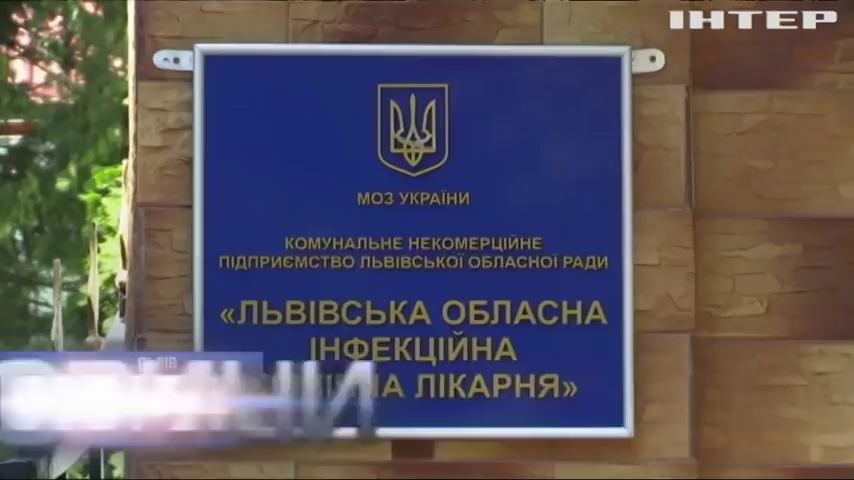 ІНТЕР
МОЗ УКРАЇНИ
КОМУНАЛЬНЕ НЕКОМЕРЦІЙНЕ
ПІДПРИЄМСТВО ЛЬВІВСЬКОЇ ОБЛАСНОЇ РАДИ
«ЛЬВІВСЬКА ОБЛАСНА
ІНФЕКЦІЙНА
ЛІКАРНЯ»